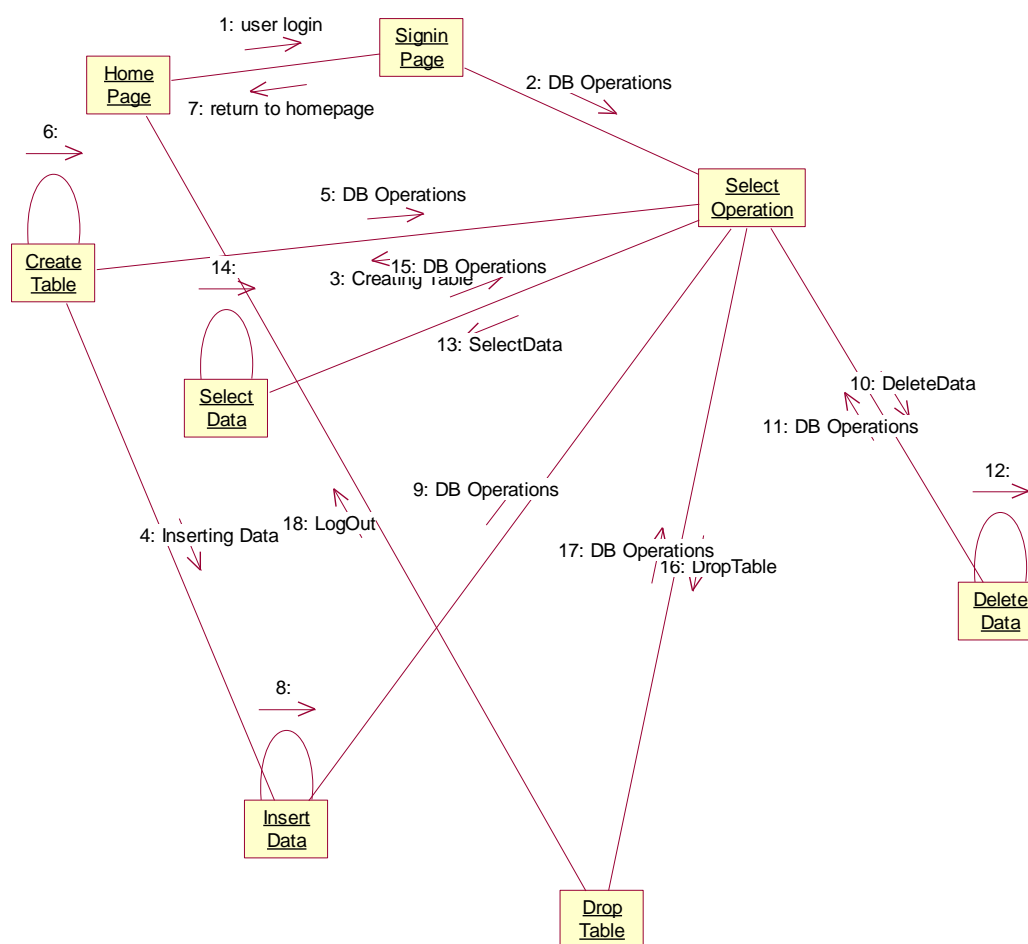 1: user login
Signin
Page
Home
Page
2: DB Operations
7: return to homepage
6:
Select
Operation
5: DB Operations
Create
Table
14:
15: DB Operations
3: Creating Table
13: SelectData
Select
Data
10: DeleteData
11: DB Operations
12:
9: DB Operations
4: Inserting Data
18: LogOut
17: DB Operations
16: DropTable
Delete
Data
8:
Insert
Data
Drop
Table